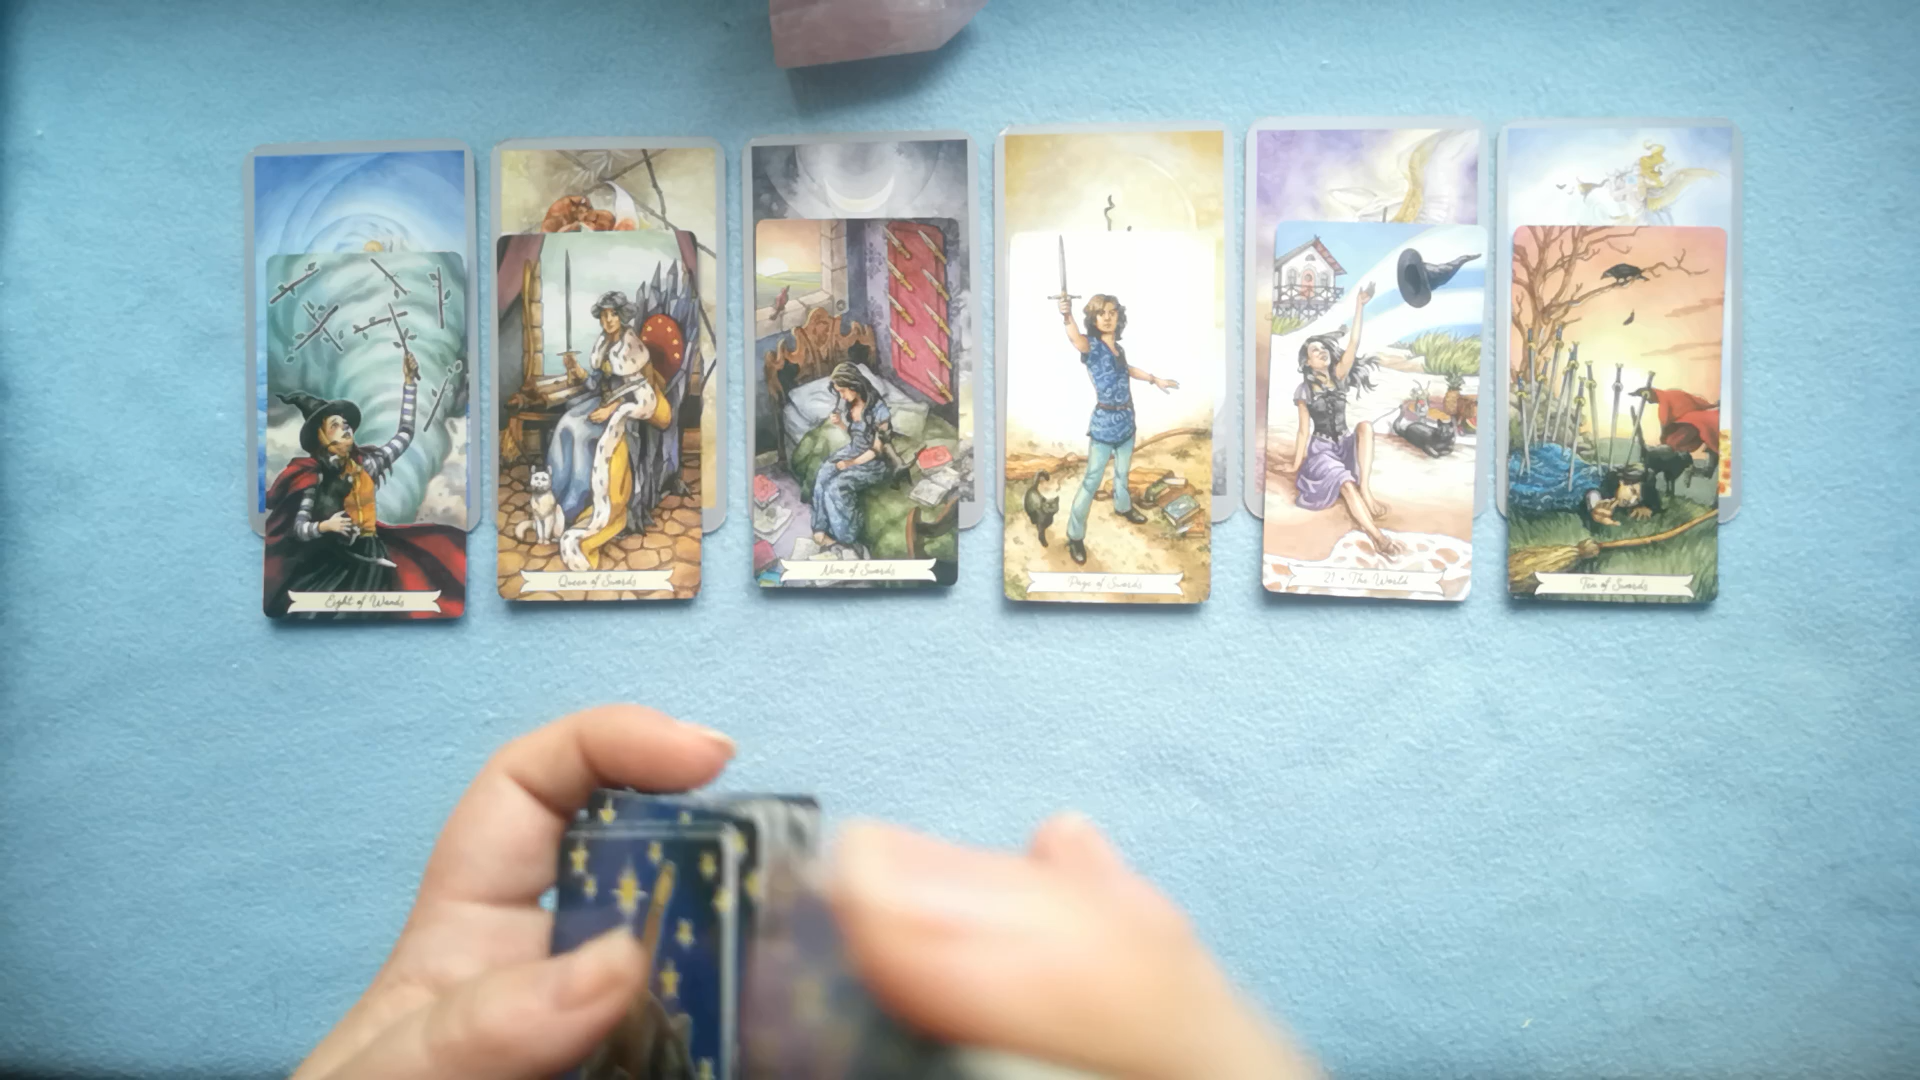 Eight of Wands
Queen of Swords
Nine of Swords
Page of Swords
21 • The World
Ten of Swords